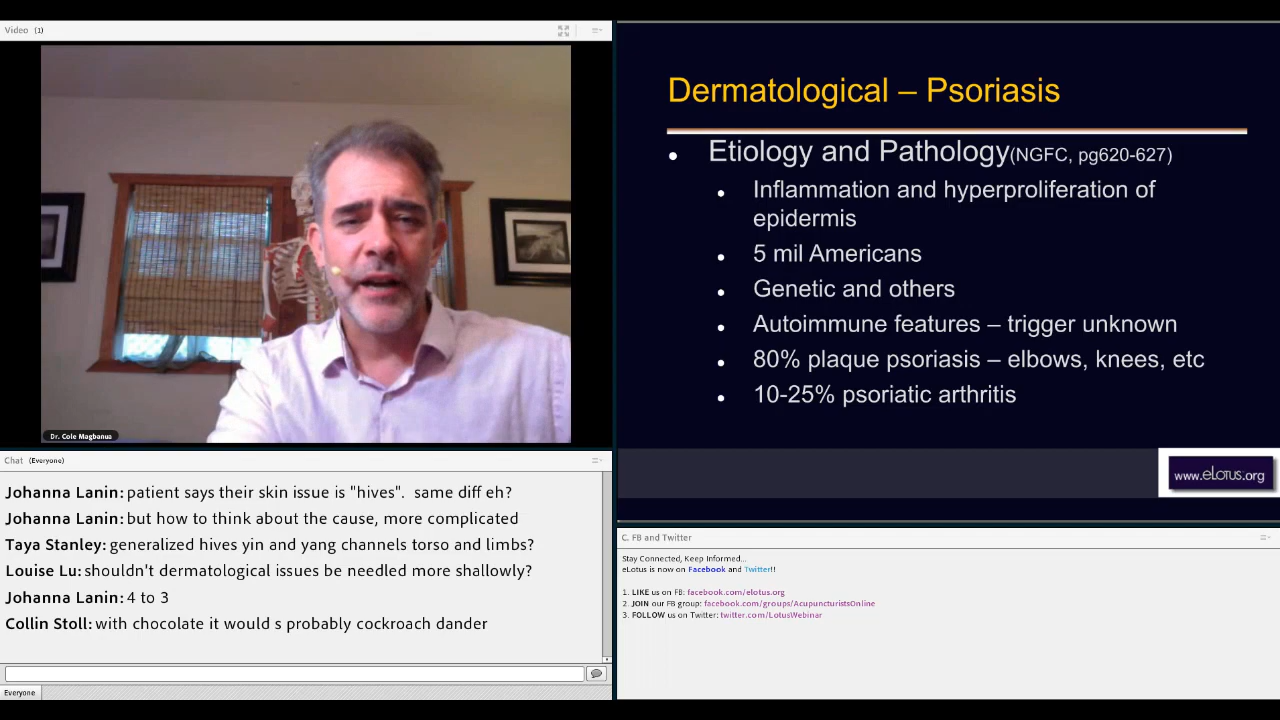 Video (1)
Dr. Cole Magbanua
Chat (Everyone)
Johanna Lanin: patient says their skin issue is "hives".  same diff eh?
Johanna Lanin: but how to think about the cause, more complicated
Taya Stanley: generalized hives yin and yang channels torso and limbs?
Louise Lu: shouldn't dermatological issues be needled more shallowly?
Johanna Lanin: 4 to 3
Collin Stoll: with chocolate it would s probably cockroach dander
Everyone
Dermatological – Psoriasis
• Etiology and Pathology(NGFC, pg620-627)
• Inflammation and hyperproliferation of
epidermis
• 5 mil Americans
• Genetic and others
• Autoimmune features – trigger unknown
• 80% plaque psoriasis – elbows, knees, etc
• 10-25% psoriatic arthritis
www.eLotus.org
C. FB and Twitter
Stay Connected, Keep Informed...
eLotus is now on Facebook and Twitter!!
1. LIKE us on FB: facebook.com/elotus.org
2. JOIN our FB group: facebook.com/groups/AcupuncturistsOnline
3. FOLLOW us on Twitter: twitter.com/LotusWebinar